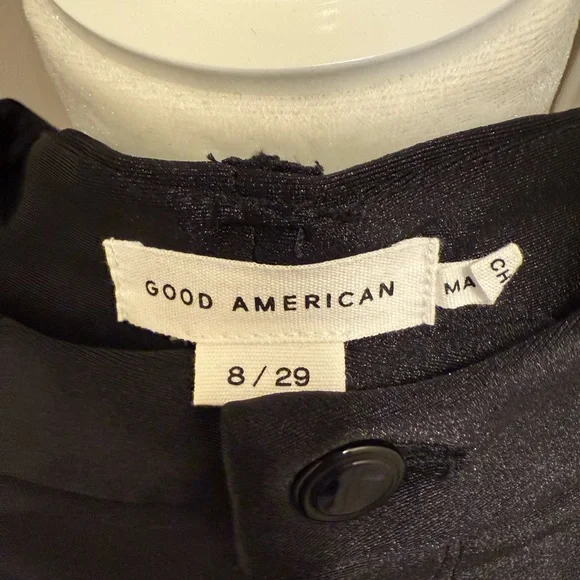 GOOD AMERICAN
MA
CH
8 / 29